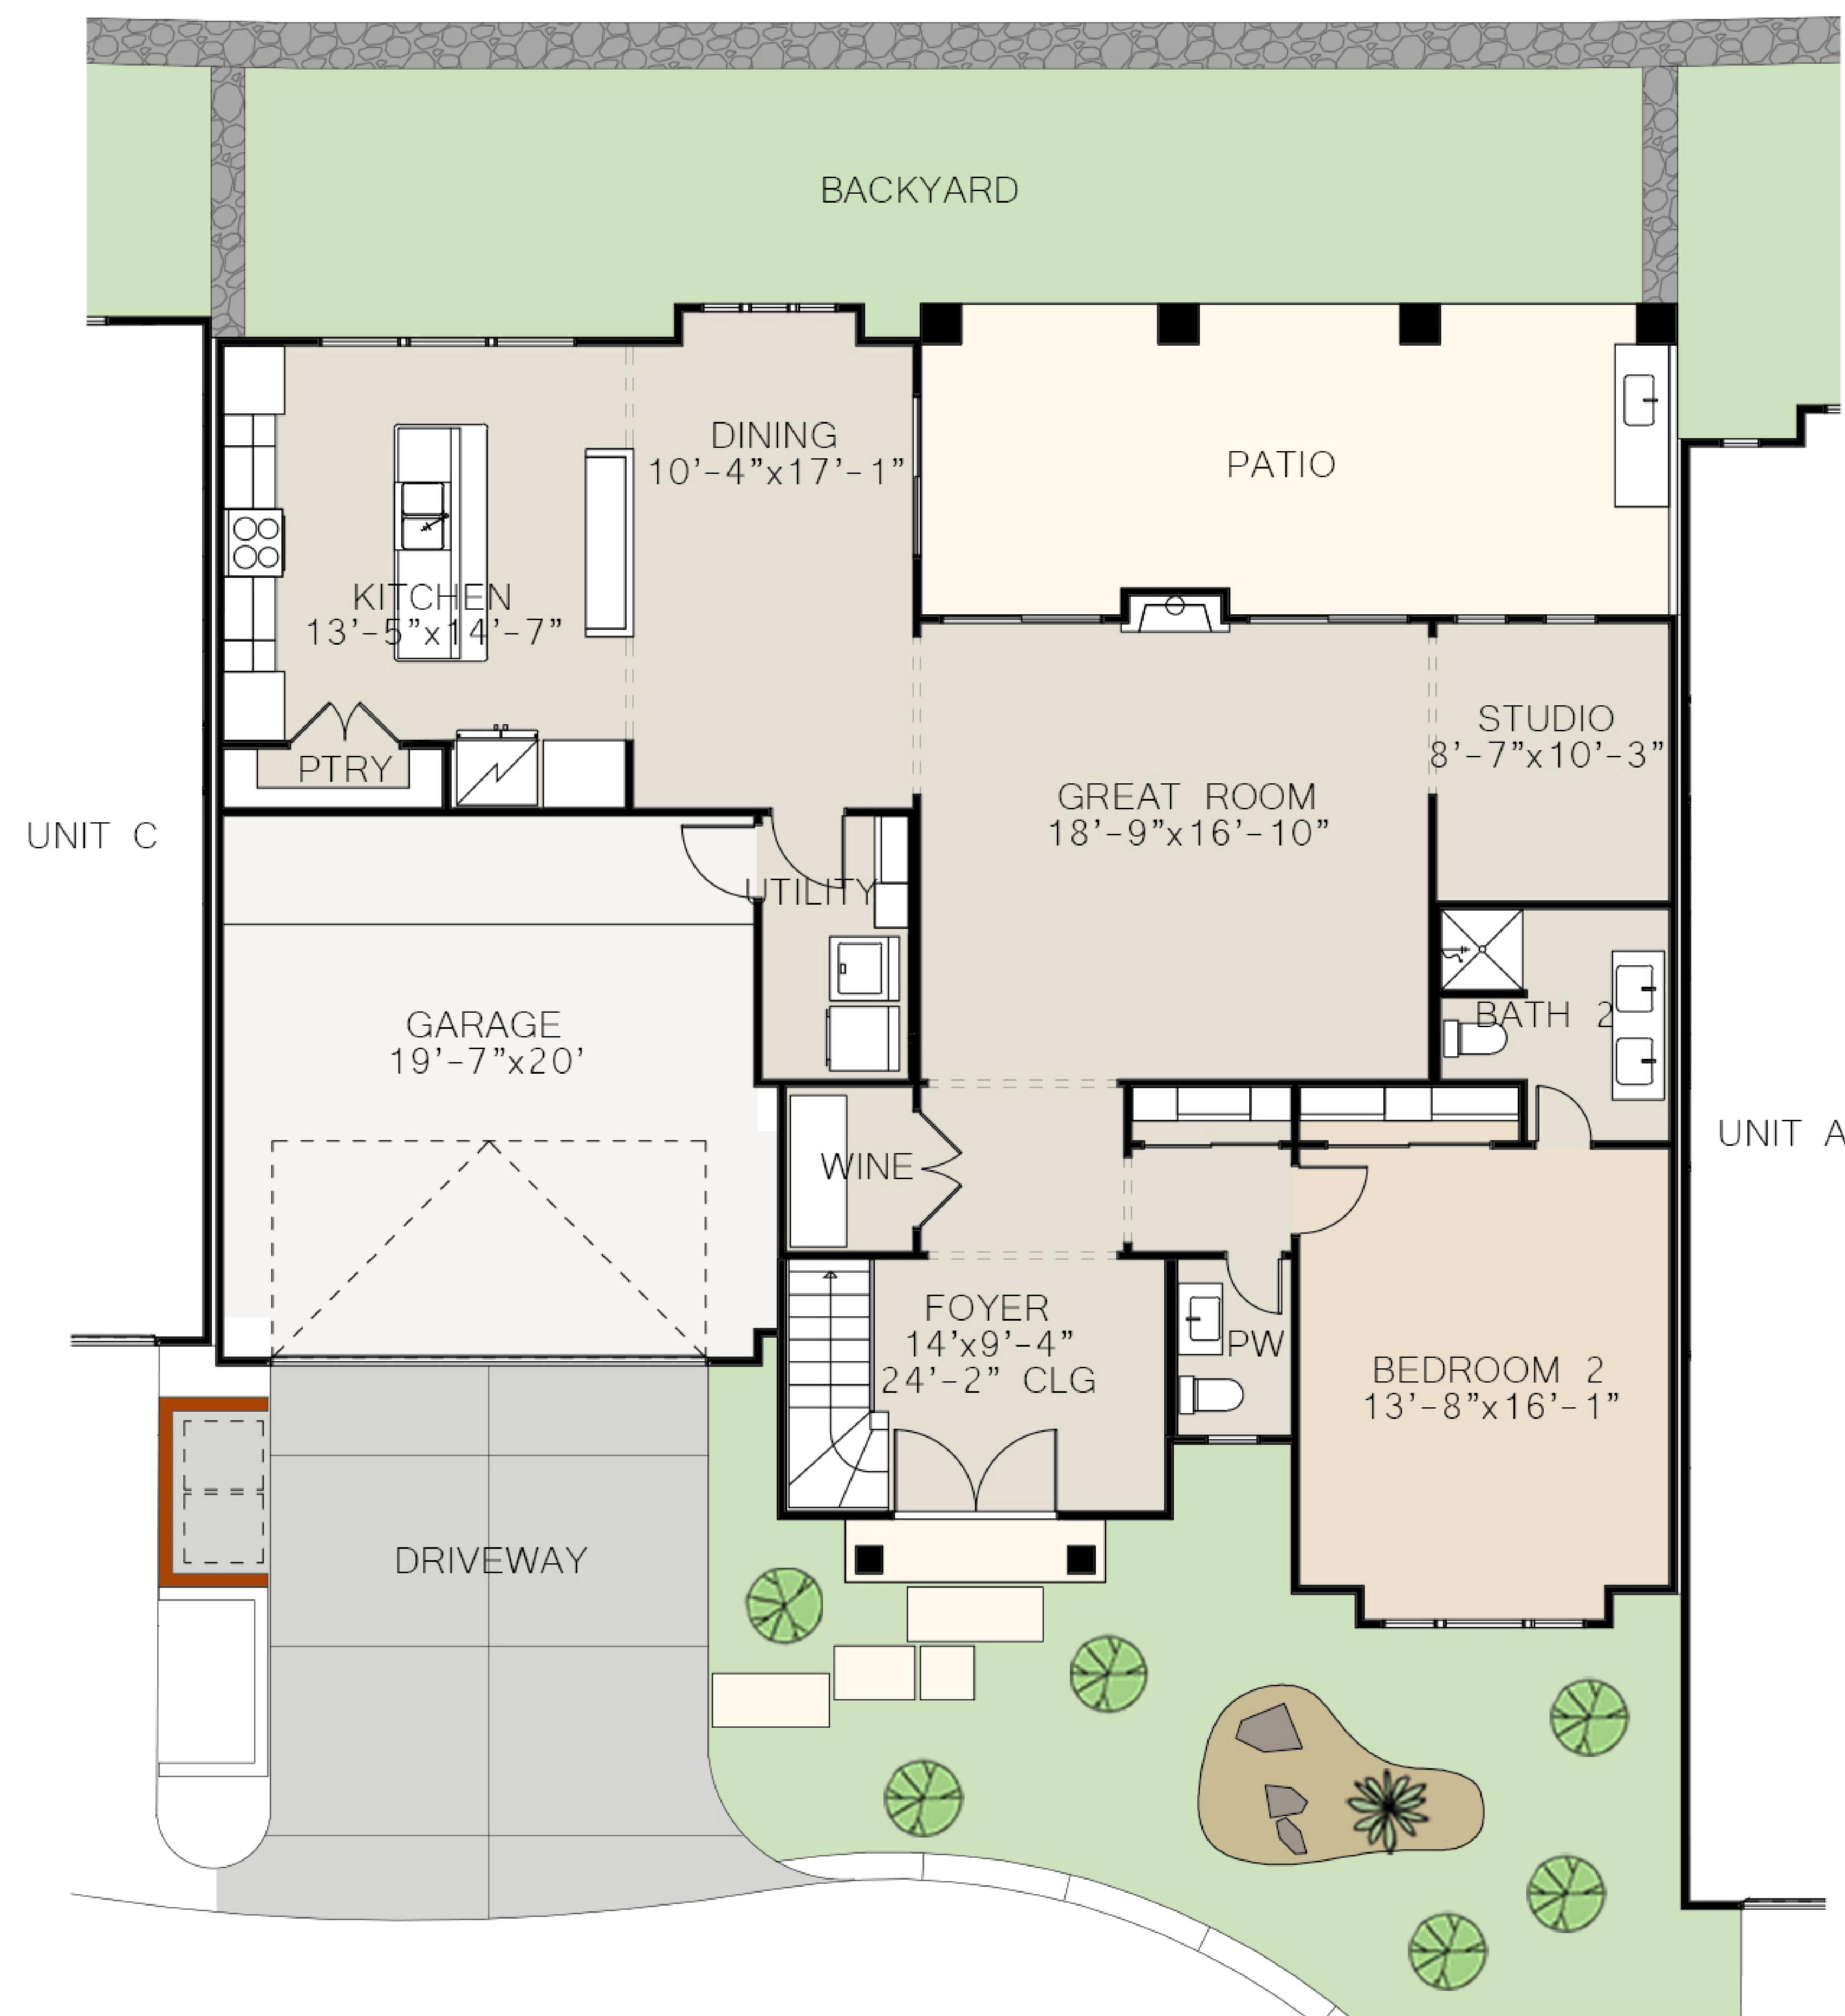 BACKYARD
DINING
10’-4”x17’-1”
PATIO
KITCHEN
13’-5”x14’-7”
STUDIO
8’-7”x10’-3”
PTRY
GREAT ROOM
18’-9”x16’-10”
UNIT C
UTILITY
GARAGE
19’-7”x20’
BATH 2
UNIT A
WINE
FOYER
14’x9’-4”
24’-2” CLG
PW
BEDROOM 2
13’-8”x16’-1”
DRIVEWAY